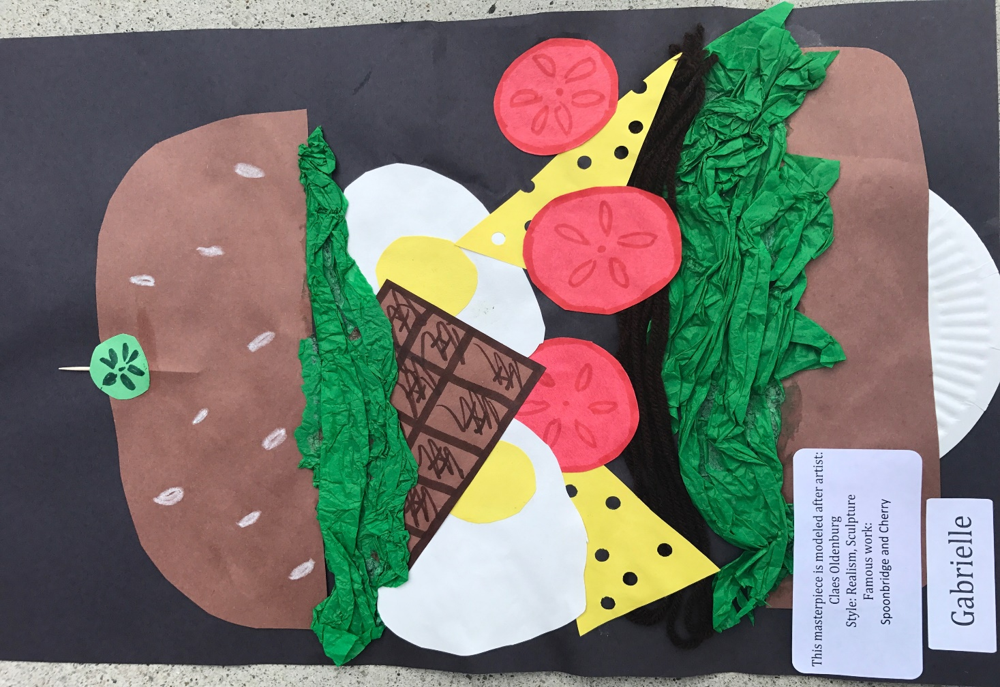 This masterpiece is modeled after artist:
Claes Oldenburg
Style: Realism, Sculpture
Famous work:
Spoonbridge and Cherry
Gabrielle